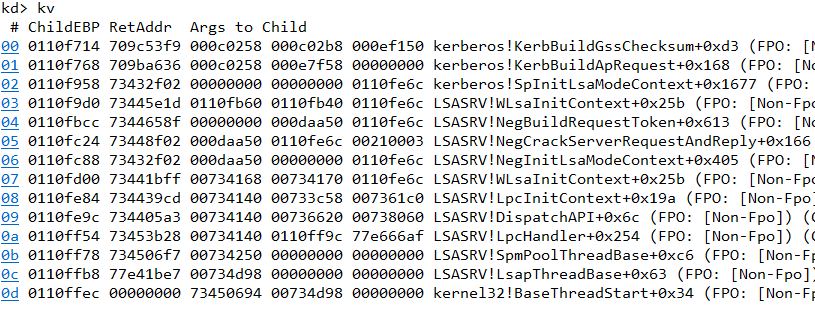 kd> kv
 # ChildEBP RetAddr  Args to Child
00 0110f714 709c53f9 000c0258 000c02b8 000ef150 kerberos!KerbBuildGssChecksum+0xd3 (FPO: [No
01 0110f768 709ba636 000c0258 000e7f58 00000000 kerberos!KerbBuildApRequest+0x168 (FPO: [Non
02 0110f958 73432f02 00000000 00000000 0110fe6c kerberos!SpInitLsaModeContext+0x1677 (FPO: [
03 0110f9d0 73445e1d 0110fb60 0110fb40 0110fe6c LSASRV!WLsaInitContext+0x25b (FPO: [Non-Fpo]
04 0110fbcc 7344658f 00000000 000daa50 0110fe6c LSASRV!NegBuildRequestToken+0x613 (FPO: [Non
05 0110fc24 73448f02 000daa50 0110fe6c 00210003 LSASRV!NegCrackServerRequestAndReply+0x166
06 0110fc88 73432f02 000daa50 00000000 0110fe6c LSASRV!NegInitLsaModeContext+0x405 (FPO: [No
07 0110fd00 73441bff 00734168 00734170 0110fe6c LSASRV!WLsaInitContext+0x25b (FPO: [Non-Fpo]
08 0110fe84 734439cd 00734140 00733c58 007361c0 LSASRV!LpcInitContext+0x19a (FPO: [Non-Fpo])
09 0110fe9c 734405a3 00734140 00736620 00738060 LSASRV!DispatchAPI+0x6c (FPO: [Non-Fpo]) (C
0a 0110ff54 73453b28 00734140 0110ff9c 77e666af LSASRV!LpcHandler+0x254 (FPO: [Non-Fpo]) (C
0b 0110ff78 734506f7 00734250 00000000 00000000 LSASRV!SpmPoolThreadBase+0xc6 (FPO: [Non-Fpo
0c 0110ffb8 77e41be7 00734d98 00000000 00000000 LSASRV!LsapThreadBase+0x63 (FPO: [Non-Fpo])
0d 0110ffec 00000000 73450694 00734d98 00000000 kernel32!BaseThreadStart+0x34 (FPO: [Non-Fpo